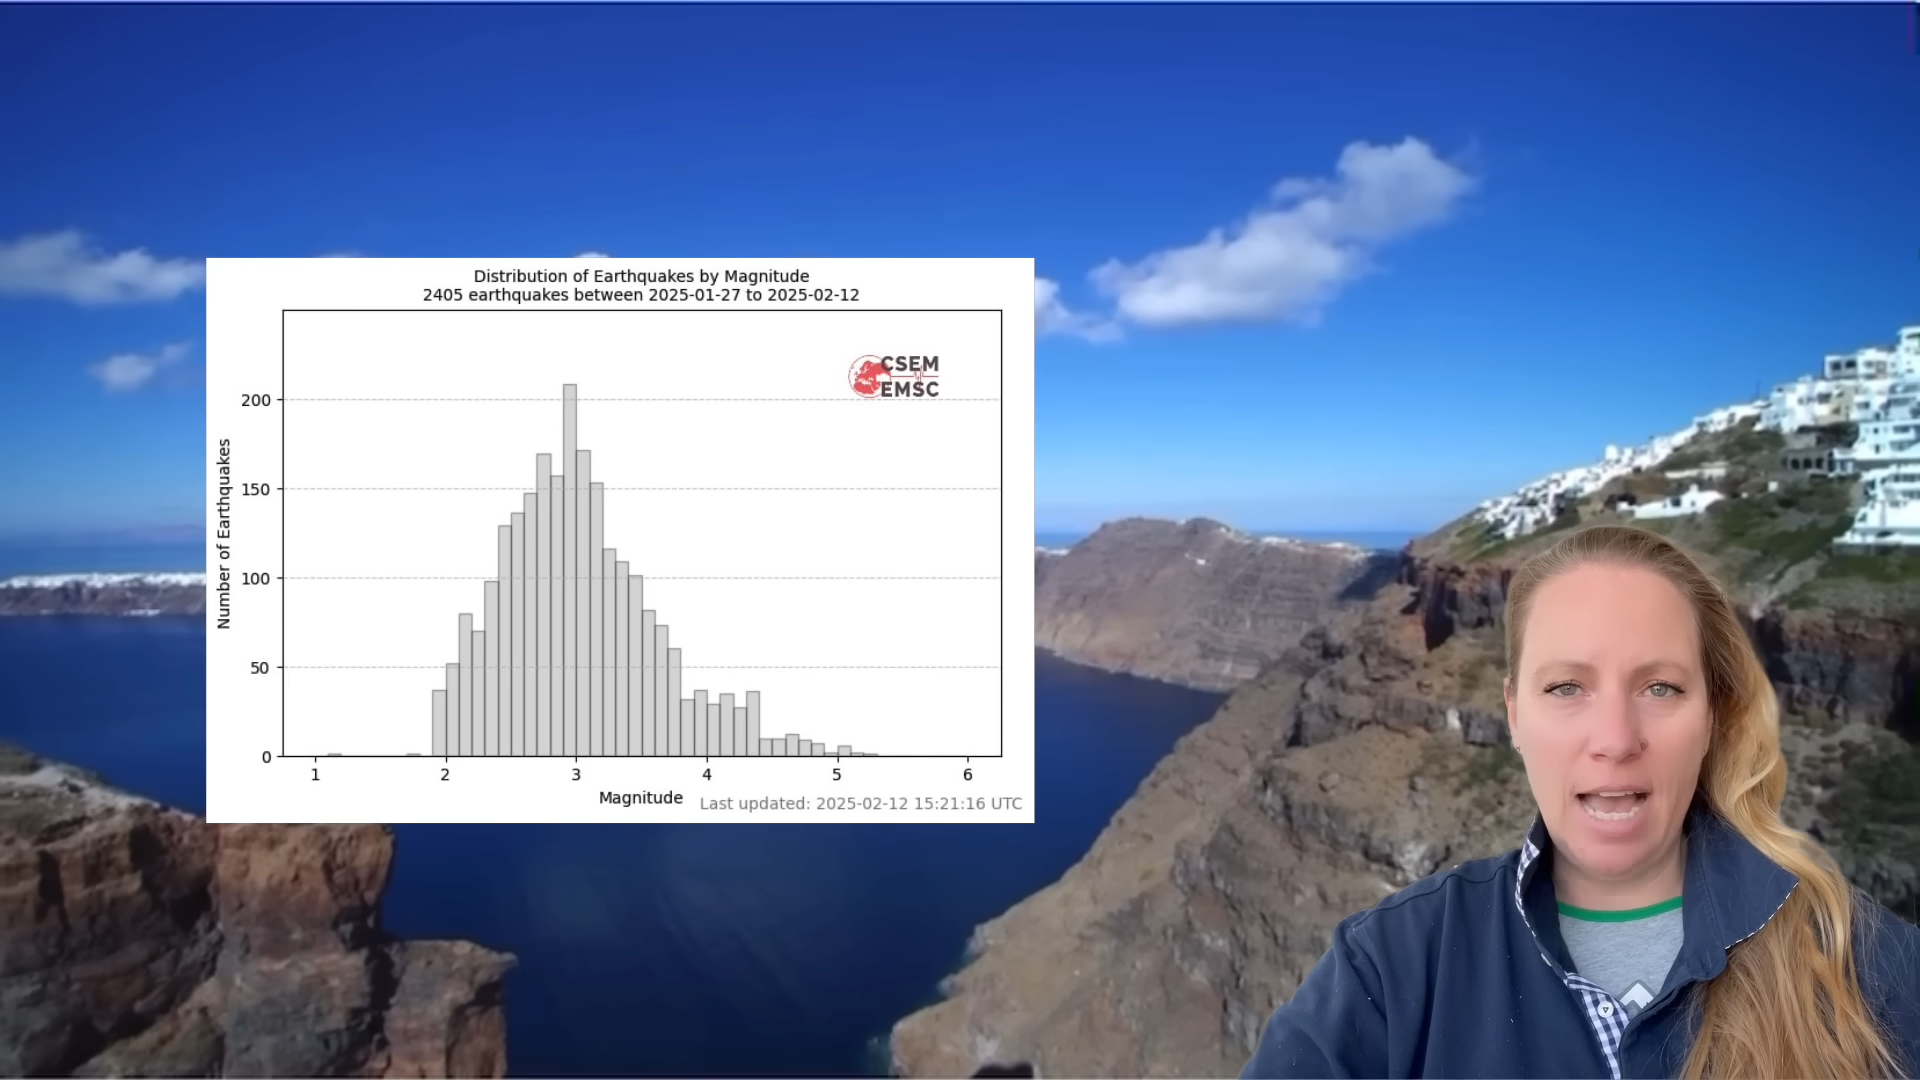 Distribution of Earthquakes by Magnitude
2405 earthquakes between 2025-01-27 to 2025-02-12
CSEM
EMSC
Number of Earthquakes
200
150
100
50
0
1 2 3 4 5 6
Magnitude
Last updated: 2025-02-12 15:21:16 UTC